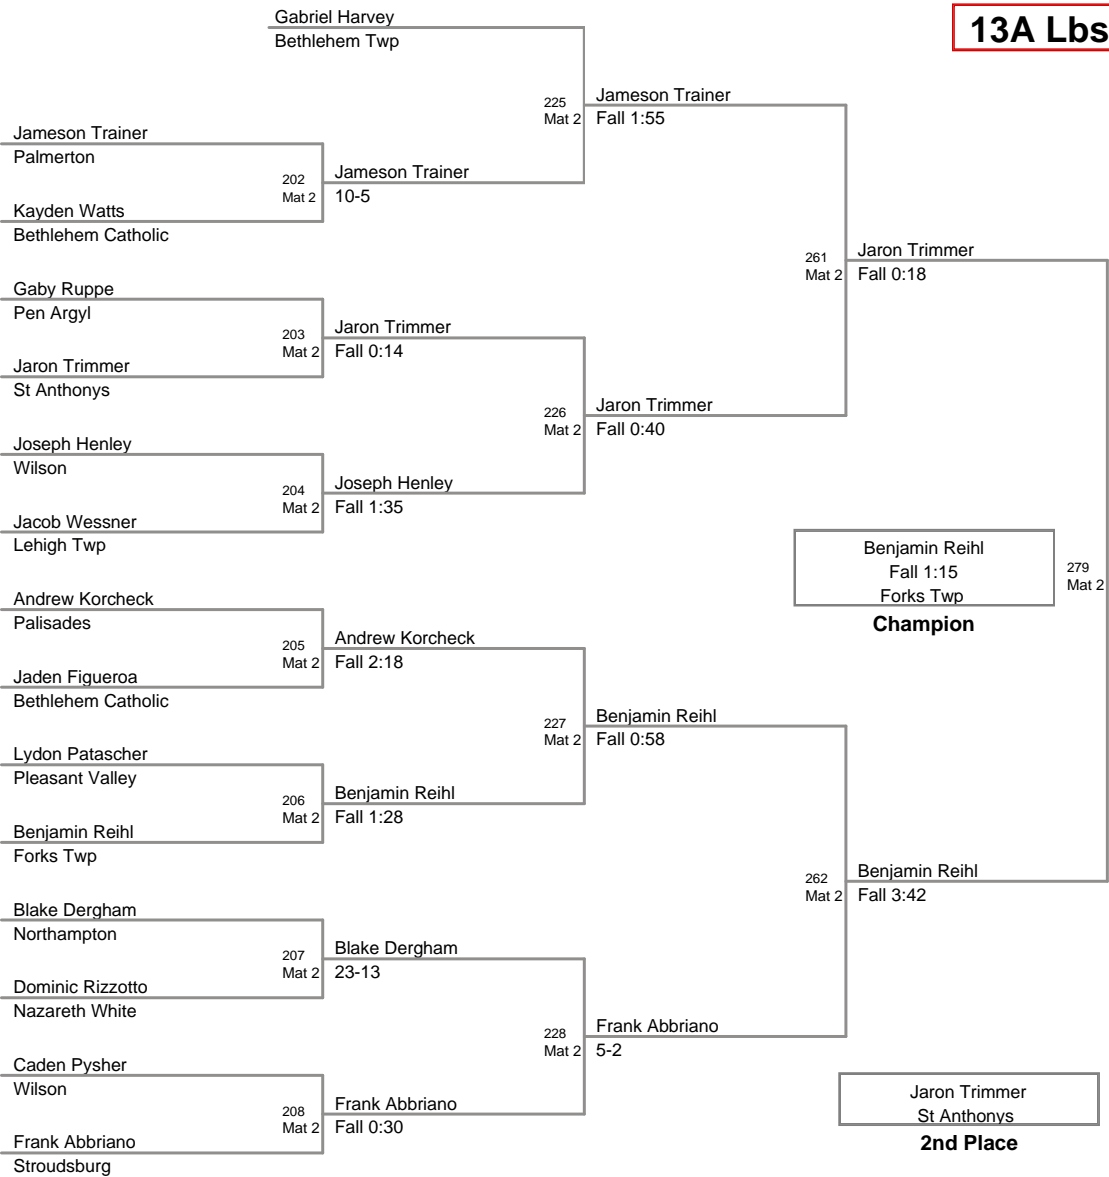 Gabriel Harvey
Bethlehem Twp
13A Lbs
225
Mat 2
Jameson Trainer
Fall 1:55
Jameson Trainer
Palmerton
202
Mat 2
Jameson Trainer
10-5
Kayden Watts
Bethlehem Catholic
261
Mat 2
Jaron Trimmer
Fall 0:18
Gaby Ruppe
Pen Argyl
203
Mat 2
Jaron Trimmer
Fall 0:14
Jaron Trimmer
St Anthonys
226
Mat 2
Jaron Trimmer
Fall 0:40
Joseph Henley
Wilson
204
Mat 2
Joseph Henley
Fall 1:35
Jacob Wessner
Lehigh Twp
Benjamin Reihl
Fall 1:15
Forks Twp
Champion
279
Mat 2
Andrew Korcheck
Palisades
205
Mat 2
Andrew Korcheck
Fall 2:18
Jaden Figueroa
Bethlehem Catholic
227
Mat 2
Benjamin Reihl
Fall 0:58
Lydon Patascher
Pleasant Valley
206
Mat 2
Benjamin Reihl
Fall 1:28
Benjamin Reihl
Forks Twp
262
Mat 2
Benjamin Reihl
Fall 3:42
Blake Dergham
Northampton
207
Mat 2
Blake Dergham
23-13
Dominic Rizzotto
Nazareth White
228
Mat 2
Frank Abbriano
5-2
Caden Pysher
Wilson
208
Mat 2
Frank Abbriano
Fall 0:30
Frank Abbriano
Stroudsburg
Jaron Trimmer
St Anthonys
2nd Place